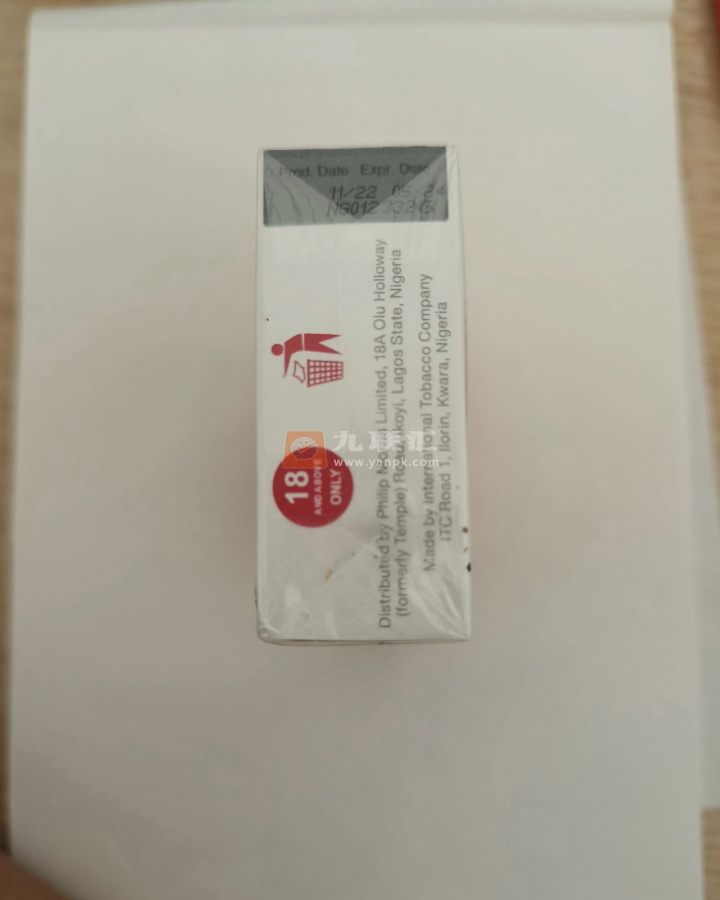 Prod. Date Expr. Date
11/22 05/24
Distributed by Philip Morris Limited, 18A Olu Holloway
(formerly Temple) Road, Ikoyi, Lagos State, Nigeria
Made by International Tobacco Company
ITC Road 1, Ilorin, Kwara, Nigeria
18
AND ABOVE
ONLY
九联汇
www.yanpk.com